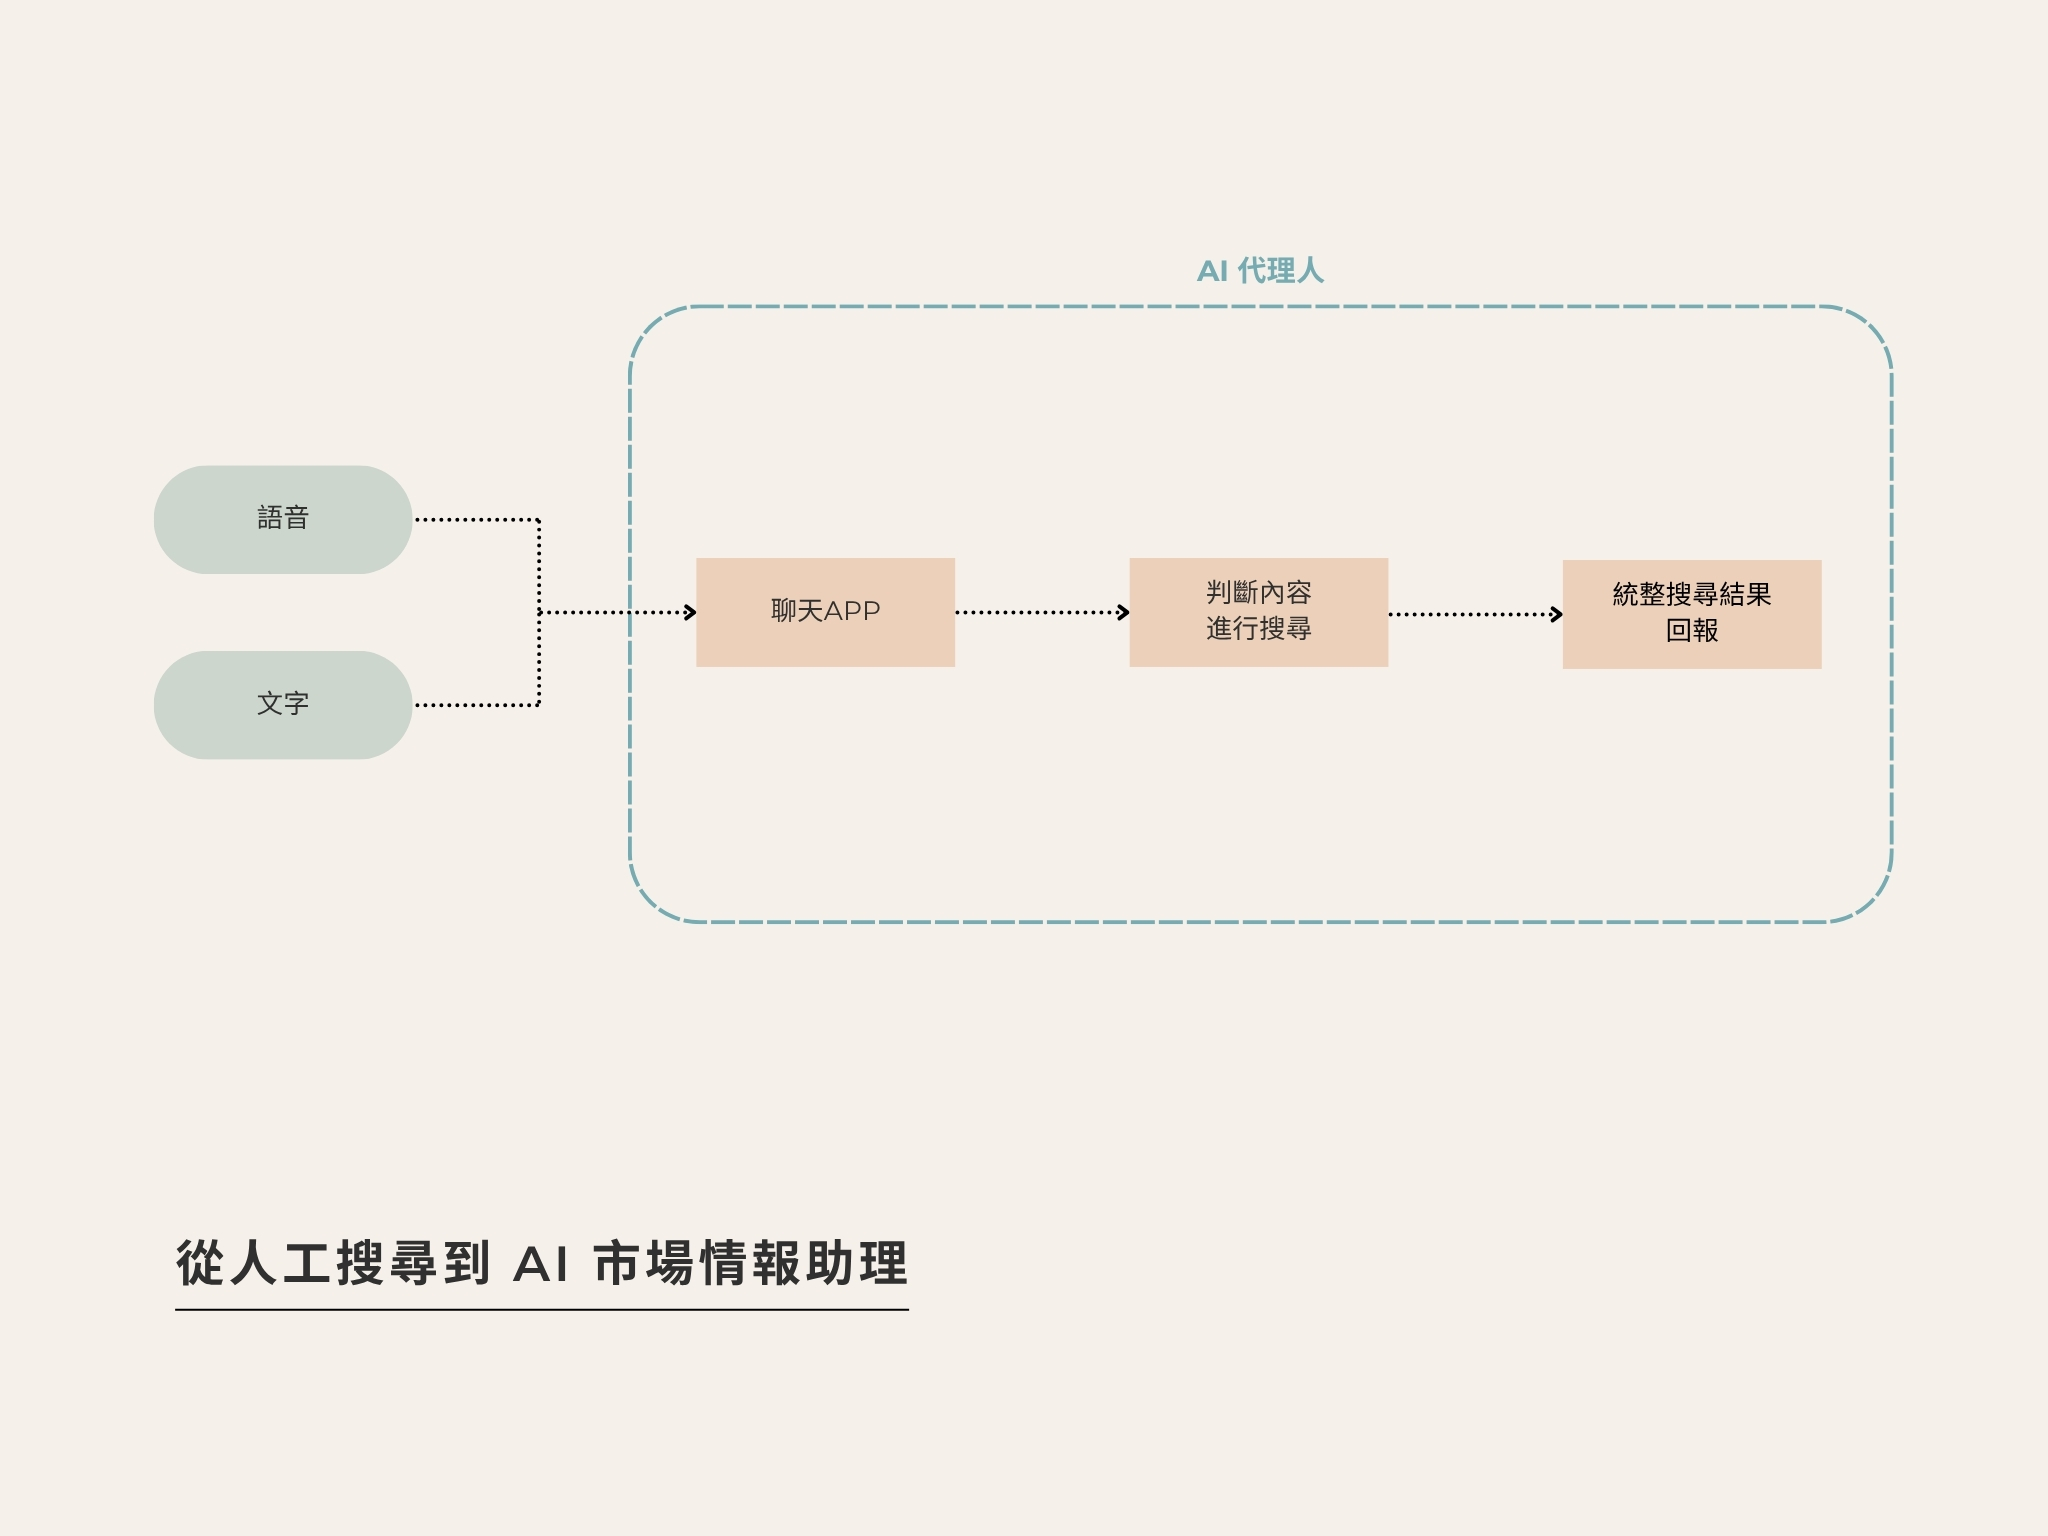 AI 代理人
語音
文字
聊天APP
判斷內容
進行搜尋
統整搜尋結果
回報
從人工搜尋到 AI 市場情報助理